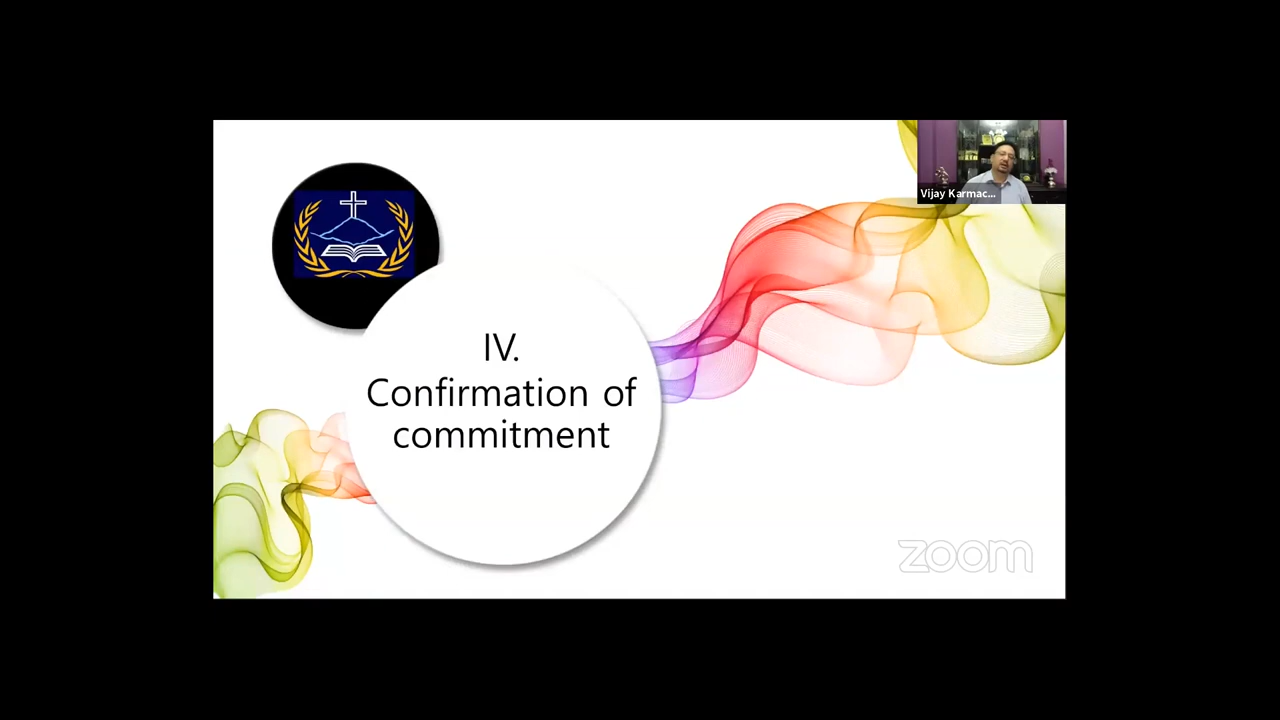 Vijay Karmac...
IV.
Confirmation of
commitment
zoom